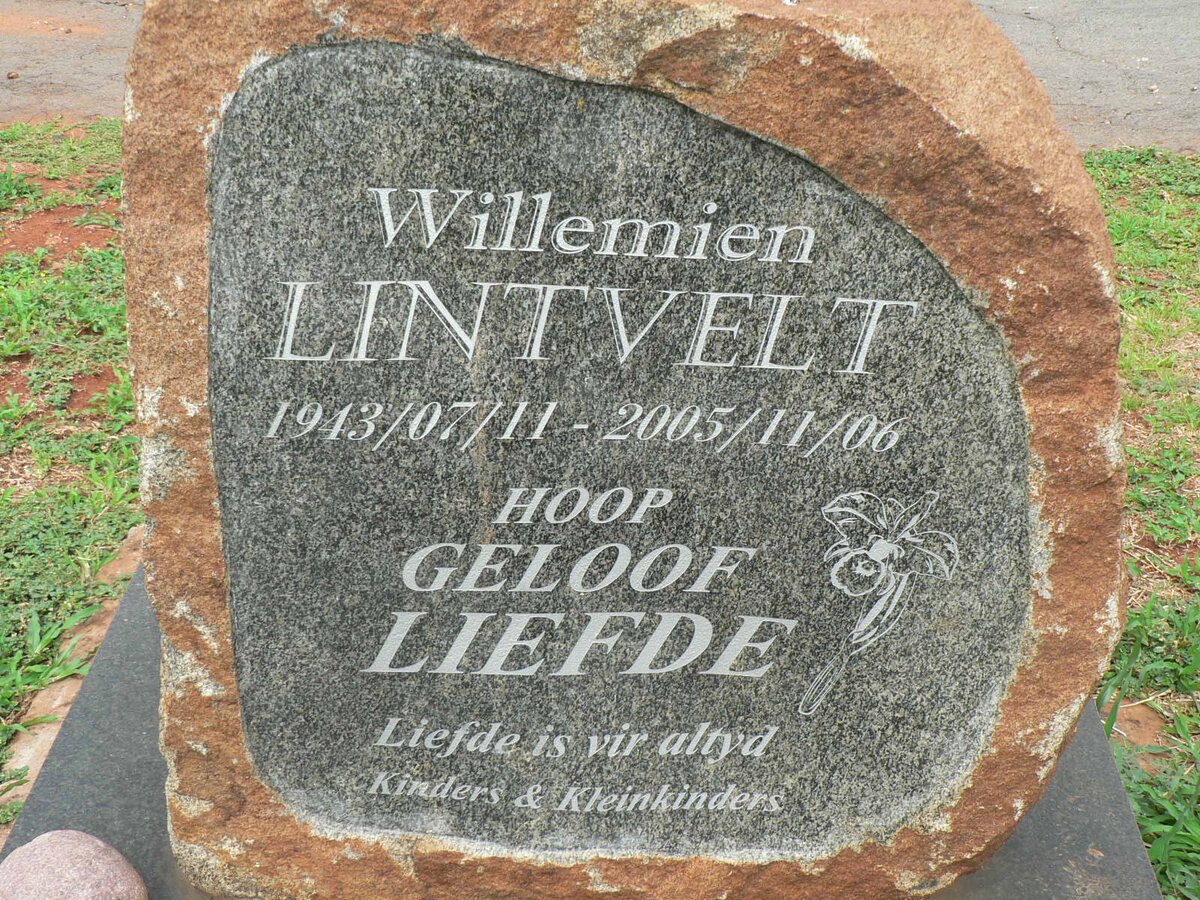 Willemien
LINTVELT
1943/07/11 - 2005/11/06
HOOP
GELOOF
LIEFDE
Liefde is vir altyd
Kinders & Kleinkinders